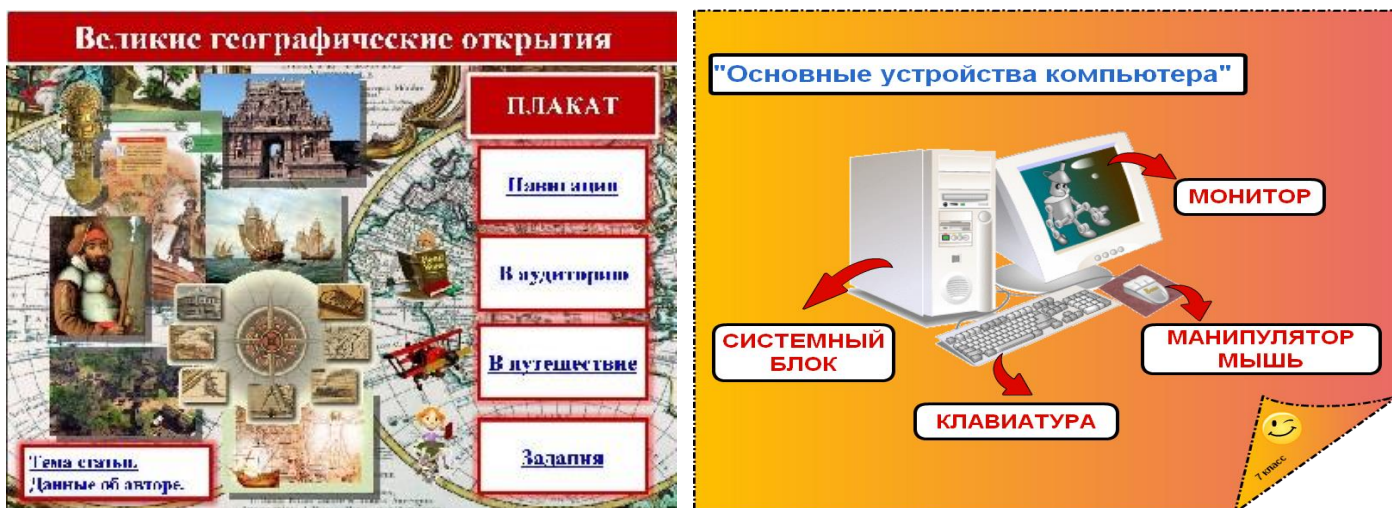 Великие географические открытия
ПЛАКАТ
Навигация
В аудиторию
В путешествие
Задания
Тема статьи.
Данные об авторе.
"Основные устройства компьютера"
МОНИТОР
СИСТЕМНЫЙ
БЛОК
МАНИПУЛЯТОР
МЫШЬ
КЛАВИАТУРА
7 класс